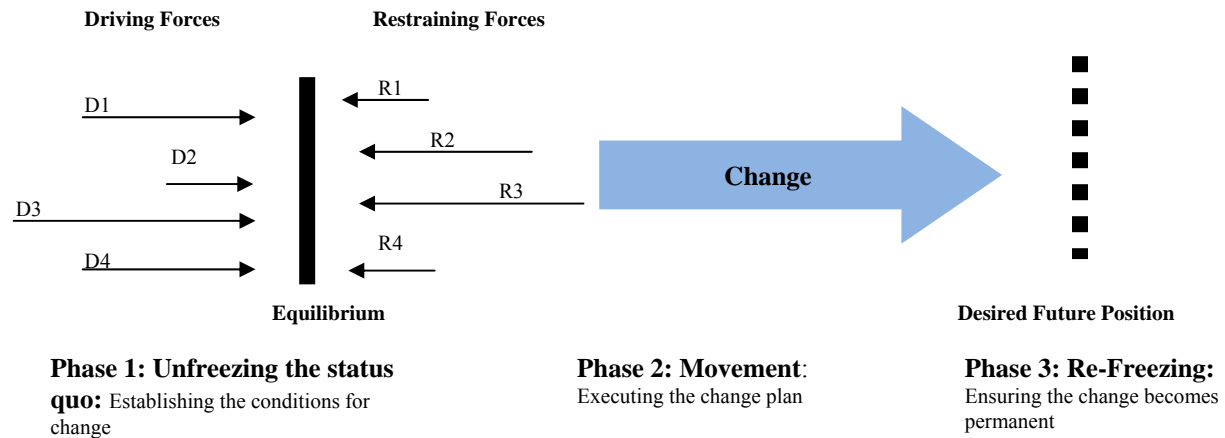 Driving Forces
Restraining Forces
D1
D2
D3
D4
R1
R2
R3
R4
Change
Equilibrium
Desired Future Position
Phase 1: Unfreezing the status
quo: Establishing the conditions for
change
Phase 2: Movement:
Executing the change plan
Phase 3: Re-Freezing:
Ensuring the change becomes
permanent